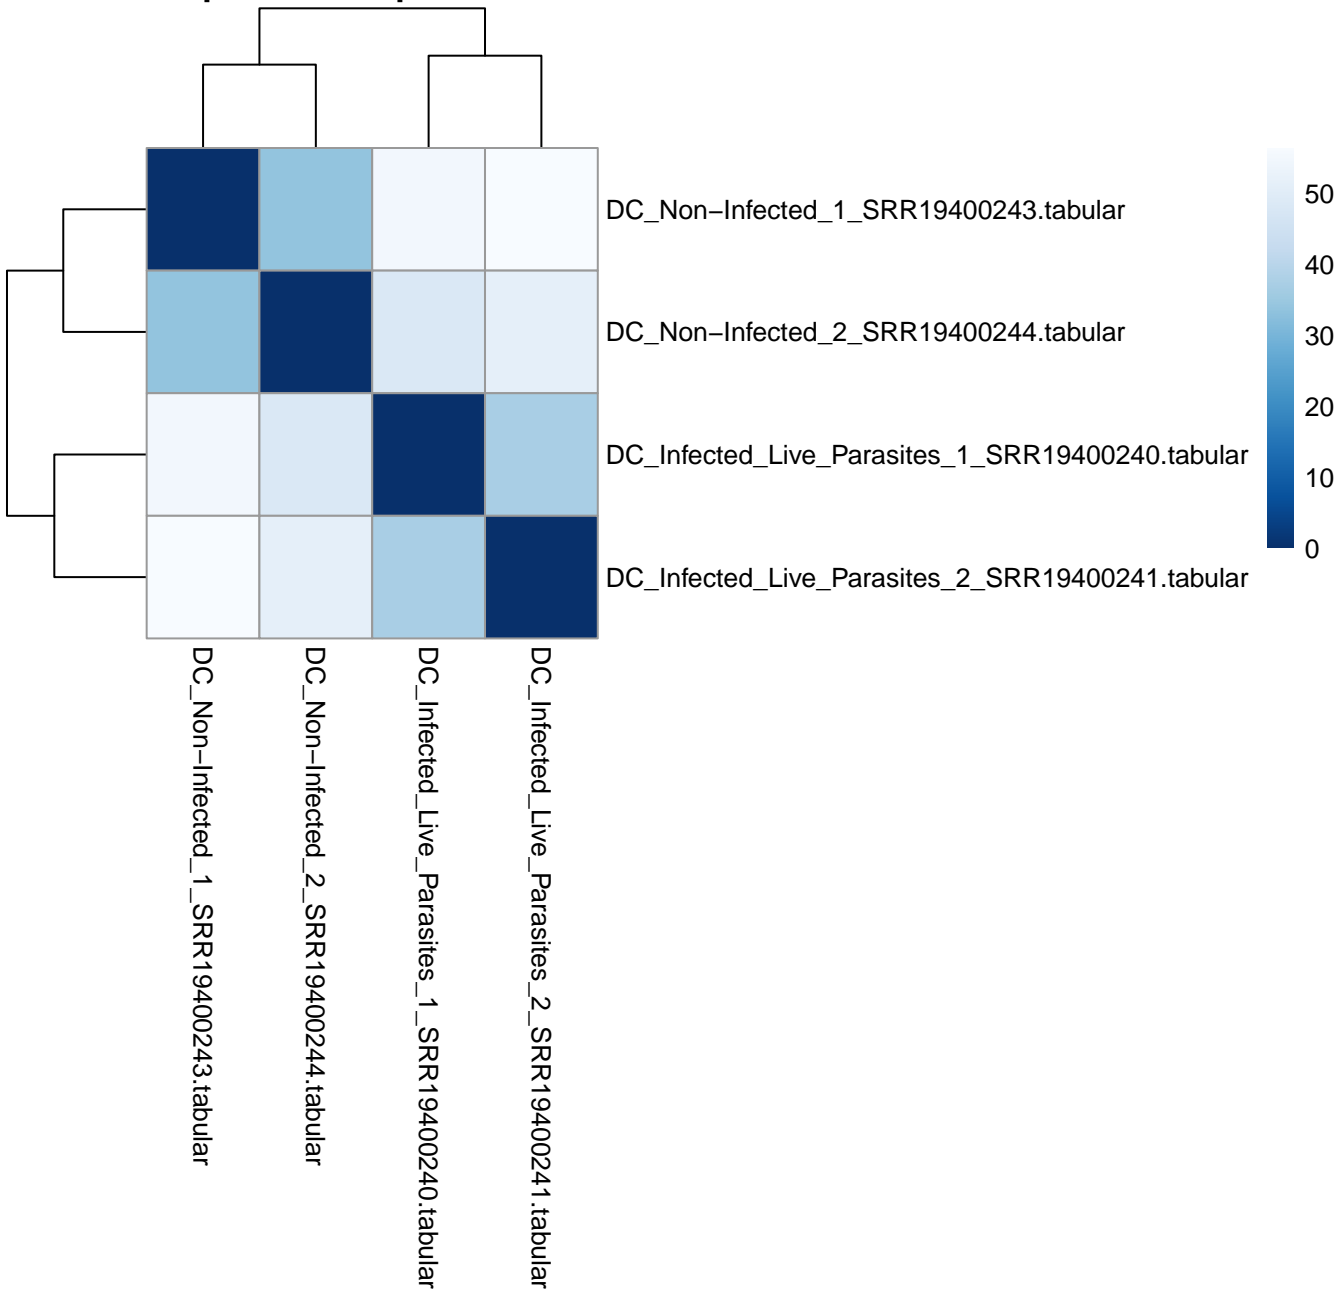 DC_Non−Infected_1_SRR19400243.tabular
DC_Non−Infected_2_SRR19400244.tabular
DC_Infected_Live_Parasites_1_SRR19400240.tabular
DC_Infected_Live_Parasites_2_SRR19400241.tabular
50
40
30
20
10
0
DC_Non−Infected_1_SRR19400243.tabular
DC_Non−Infected_2_SRR19400244.tabular
DC_Infected_Live_Parasites_1_SRR19400240.tabular
DC_Infected_Live_Parasites_2_SRR19400241.tabular